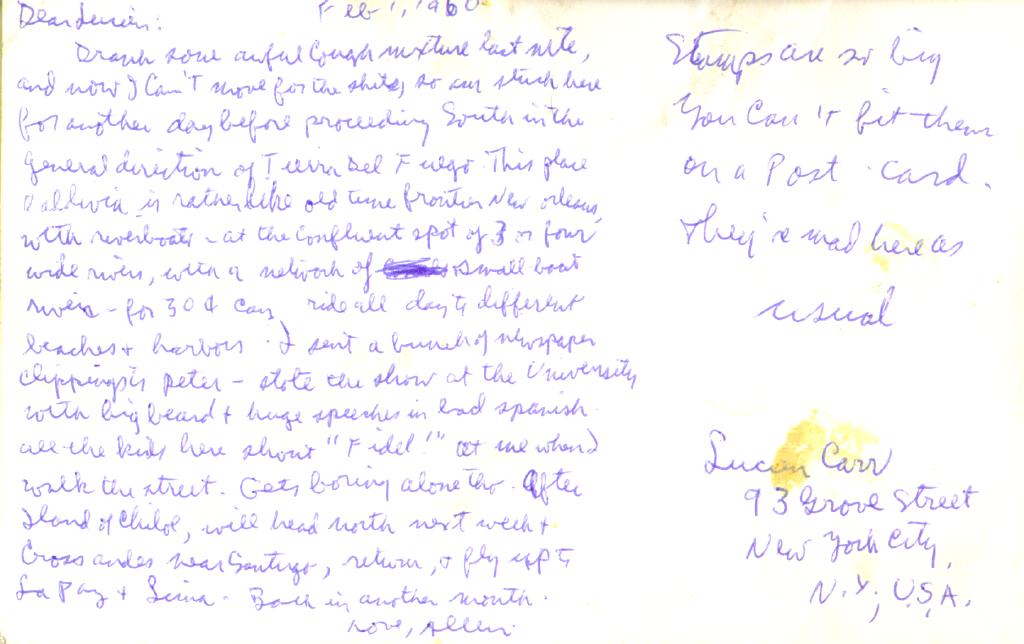 Feb 1, 1960
Dear Lucien:
Drank some awful Cough mixture last nite,
and now I Can't move for the shits, so am stuck here
for another day before proceeding South in the
general direction of Tierra Del Fuego. This place
Valdivia is rather like old time frontier New orleans,
with riverboats - at the confluent spot of 3 or four
wide rivers, with a network of small boat
rivers - for 30¢ can ride all day to different
beaches + harbors. I sent a bunch of newspaper
clippings to peter - stole the show at the University
with big beard + huge speeches in bad spanish.
all the kids here shout "Fidel!" at me when I
walk the street. Gets boring alone tho. After
Island of Chiloe, will head north next week +
Cross andes near Santiago, return, + fly up to
La Paz + Lima. Back in another month.
Love, Allen
Stamps are so big
You Can't fit them
on a Post card.
They're mad here as
usual
Lucien Carr
93 Grove Street
New York City,
N.Y., U.S.A.